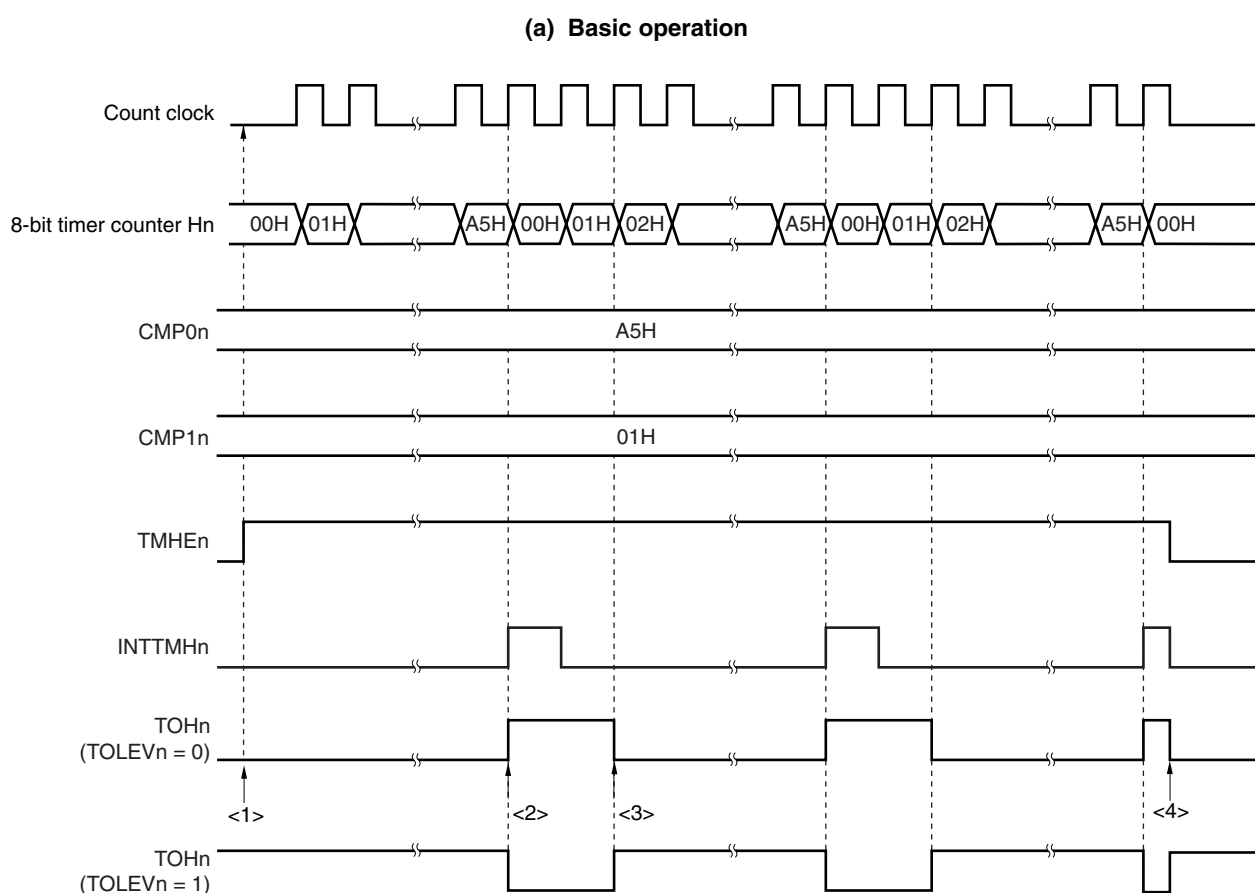 (a) Basic operation
Count clock
8-bit timer counter Hn
00H 01H A5H 00H 01H 02H A5H 00H 01H 02H A5H 00H
CMP0n
A5H
CMP1n
01H
TMHEn
INTTMHn
TOHn
(TOLEVn = 0)
<1> <2> <3> <4>
TOHn
(TOLEVn = 1)